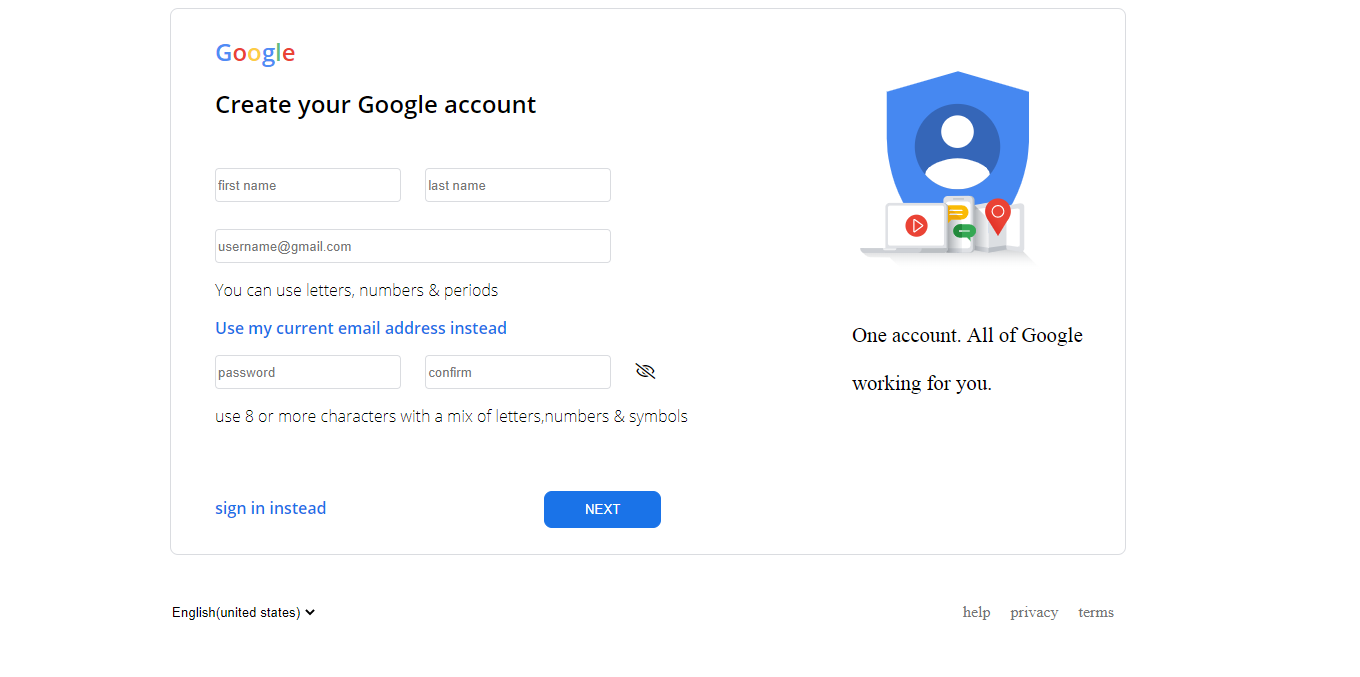 Google
Create your Google account
first name last name
username@gmail.com
You can use letters, numbers & periods
Use my current email address instead
password confirm
use 8 or more characters with a mix of letters,numbers & symbols
sign in instead NEXT
One account. All of Google
working for you.
English(united states)
help privacy terms